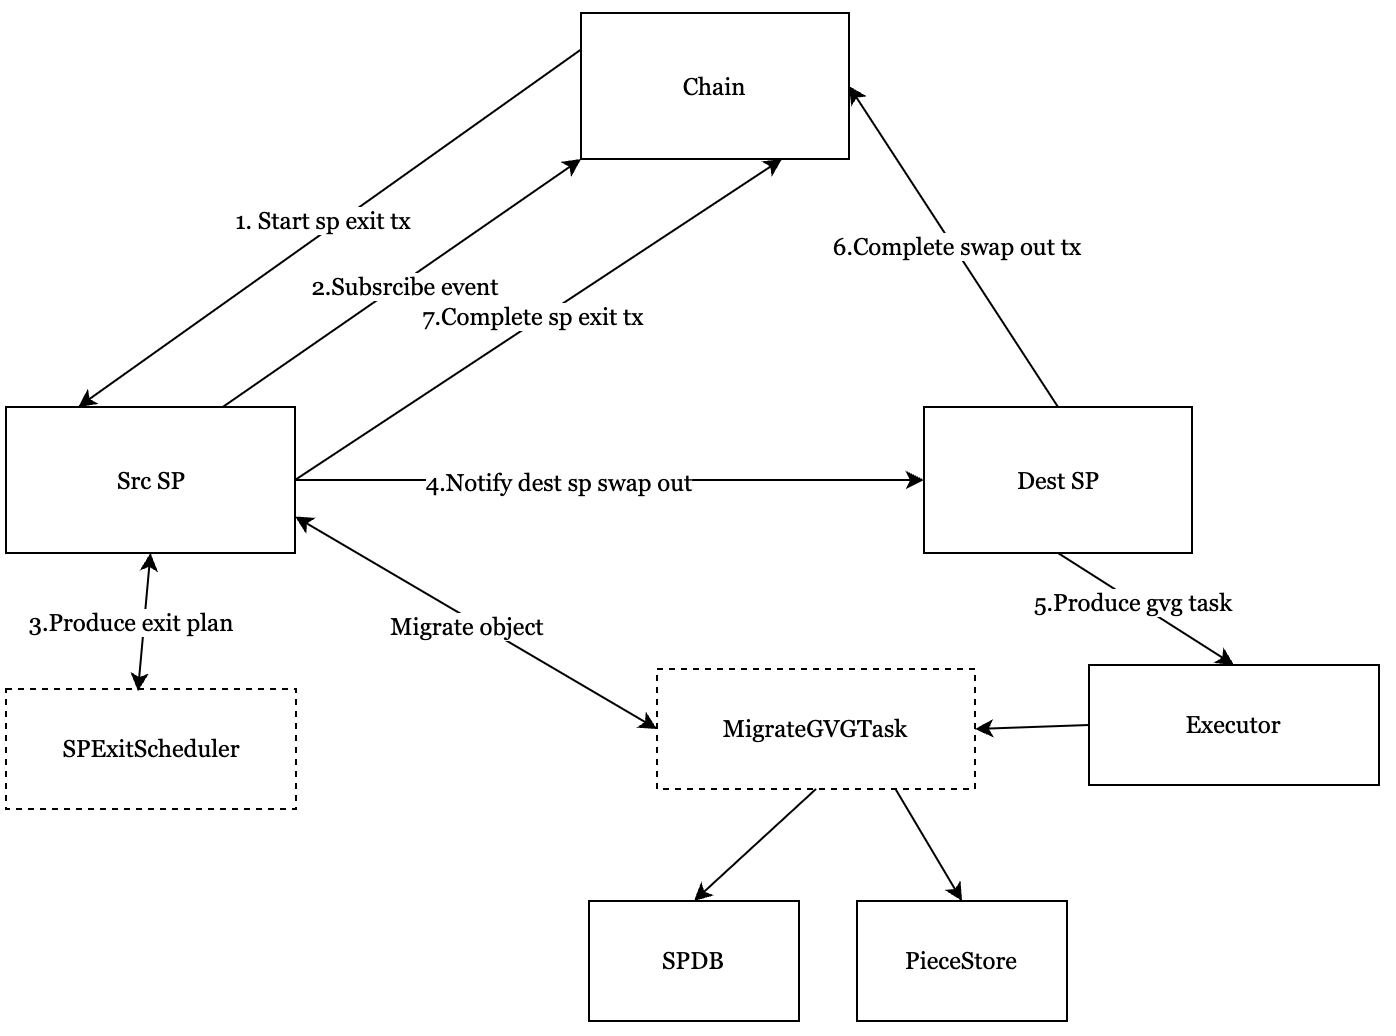 Chain
1. Start sp exit tx
6.Complete swap out tx
2.Subsrcibe event
7.Complete sp exit tx
Src SP
4.Notify dest sp swap out
Dest SP
5.Produce gvg task
3.Produce exit plan
Migrate object
Executor
MigrateGVGTask
SPExitScheduler
SPDB
PieceStore